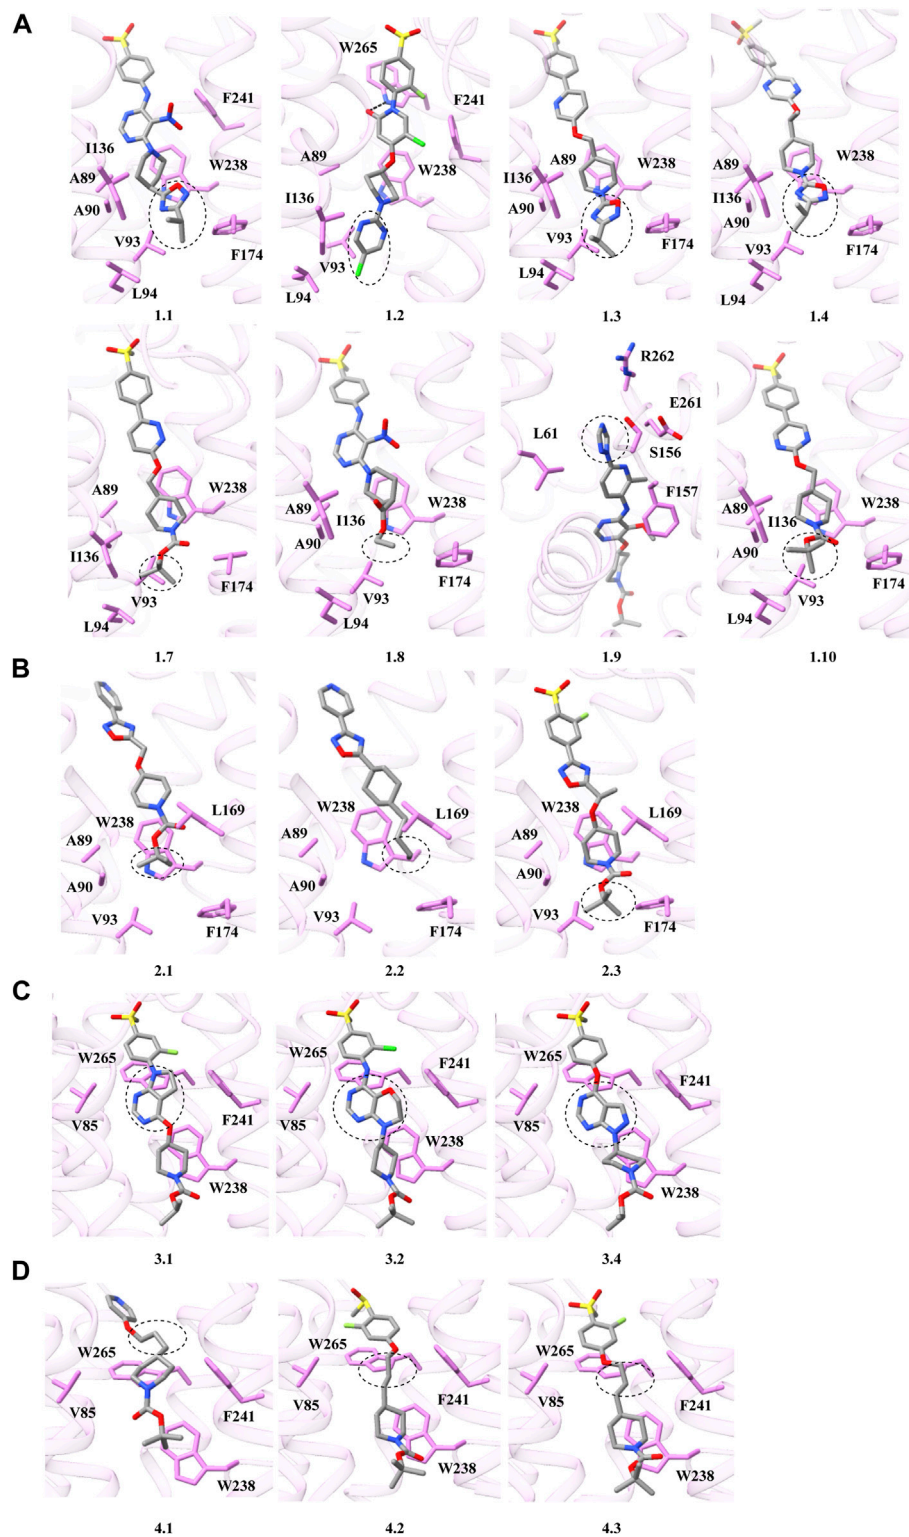 A
W265
F241
F241
I136
A89
A90
W238
V93
L94
F174
1.1
A89
W238
I136
V93
L94
1.2
A89
W238
I136
A90
V93
L94
F174
1.3
A89
W238
I136
A90
V93
L94
F174
1.4
A89
W238
I136
V93
L94
F174
1.7
W238
A89
I136
A90
V93
L94
F174
1.8
R262
E261
L61
S156
F157
1.9
W238
A89
I136
A90
V93
L94
F174
1.10
B
W238
L169
A89
A90
V93
F174
2.1
W238
L169
A89
A90
V93
F174
2.2
W238
L169
A89
A90
V93
F174
2.3
C
W265
V85
F241
W238
3.1
W265
F241
V85
W238
3.2
W265
F241
V85
W238
3.4
D
W265
V85
F241
W238
4.1
W265
V85
F241
W238
4.2
W265
V85
F241
W238
4.3